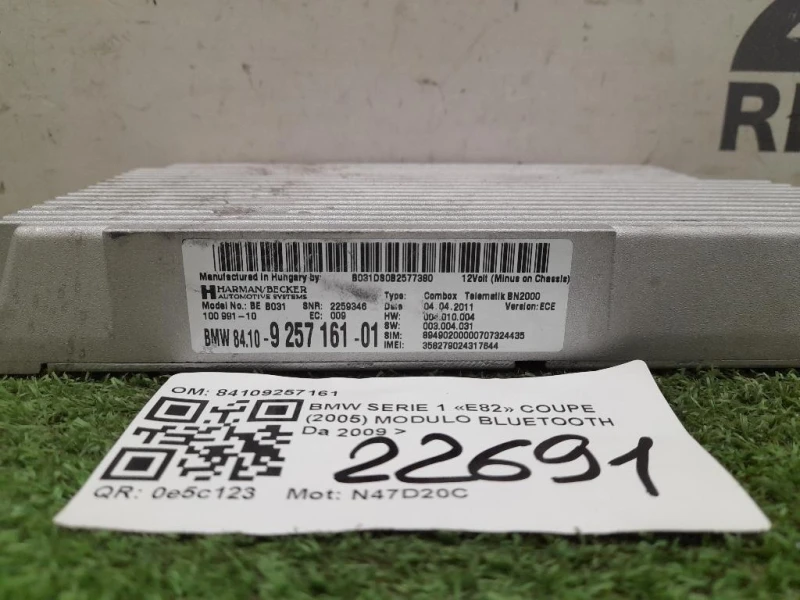 B031DS0B2577380
Manufactured in Hungary by:
12Volt (Minus on Chassis)
HARMAN/BECKER
AUTOMOTIVE SYSTEMS
Type: Combox Telematik BN2000
Model No.: BE B031 SNR: 2259346 Date 04.04.2011 Version: ECE
100 991-10 EC: 009 HW: 004.010.004
SW: 003.004.031
BMW 84.10 -9 257 161 -01
SIM: 89490200000707324435
IMEI: 358279024317644
OM: 84109257161
BMW SERIE 1 «E82» COUPE
(2005) MODULO BLUETOOTH
Da 2009 >
22691
QR: 0e5c123 Mot: N47D20C